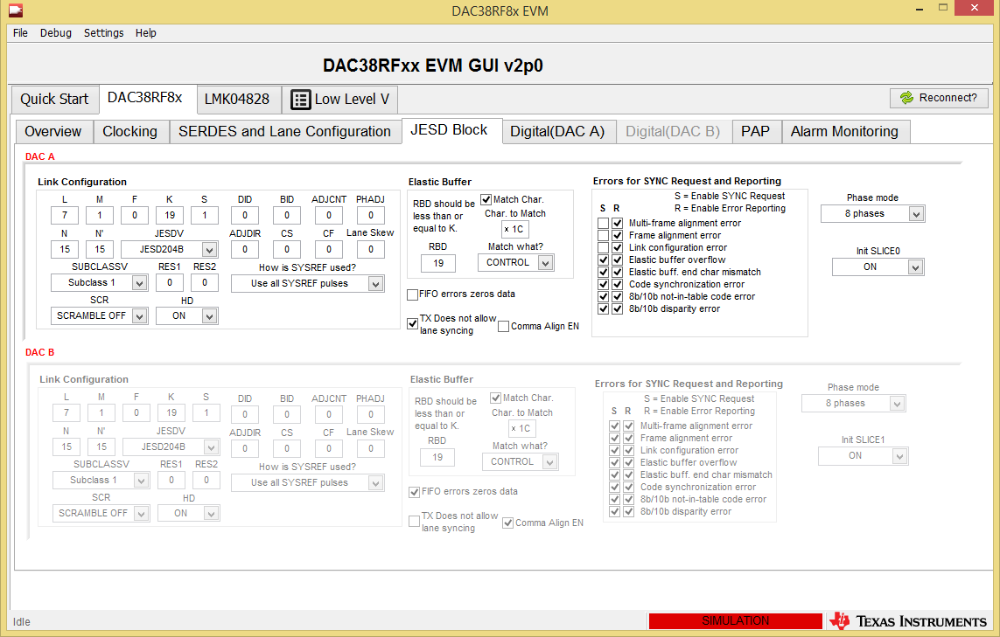 DAC38RF8x EVM
File Debug Settings Help
DAC38RFxx EVM GUI v2p0
Quick Start DAC38RF8x LMK04828 Low Level V Reconnect?
Overview Clocking SERDES and Lane Configuration JESD Block Digital(DAC A) Digital(DAC B) PAP Alarm Monitoring
DAC A
Link Configuration
L M F K S DID BID ADJCNT PHADJ
7 1 0 19 1 0 0 0 0
N N' JESDV ADJDIR CS CF Lane Skew
15 15 JESD204B 0 0 0 0
SUBCLASSV RES1 RES2 How is SYSREF used?
Subclass 1 0 0 Use all SYSREF pulses
SCR HD
SCRAMBLE OFF ON
Elastic Buffer
RBD should be
less than or
equal to K.
Match Char.
Char. to Match
x 1C
RBD Match what?
19 CONTROL
FIFO errors zeros data
TX Does not allow
lane syncing
Comma Align EN
Errors for SYNC Request and Reporting
S = Enable SYNC Request
S R R = Enable Error Reporting
Multi-frame alignment error
Frame alignment error
Link configuration error
Elastic buffer overflow
Elastic buff. end char mismatch
Code synchronization error
8b/10b not-in-table code error
8b/10b disparity error
Phase mode
8 phases
Init SLICE0
ON
DAC B
Link Configuration
L M F K S DID BID ADJCNT PHADJ
7 1 0 19 1 0 0 0 0
N N' JESDV ADJDIR CS CF Lane Skew
15 15 JESD204B 0 0 0 0
SUBCLASSV RES1 RES2 How is SYSREF used?
Subclass 1 0 0 Use all SYSREF pulses
SCR HD
SCRAMBLE OFF ON
Elastic Buffer
RBD should be
less than or
equal to K.
Match Char.
Char. to Match
x 1C
RBD Match what?
19 CONTROL
FIFO errors zeros data
TX Does not allow
lane syncing
Comma Align EN
Errors for SYNC Request and Reporting
S = Enable SYNC Request
S R R = Enable Error Reporting
Multi-frame alignment error
Frame alignment error
Link configuration error
Elastic buffer overflow
Elastic buff. end char mismatch
Code synchronization error
8b/10b not-in-table code error
8b/10b disparity error
Phase mode
8 phases
Init SLICE1
ON
Idle SIMULATION TEXAS INSTRUMENTS